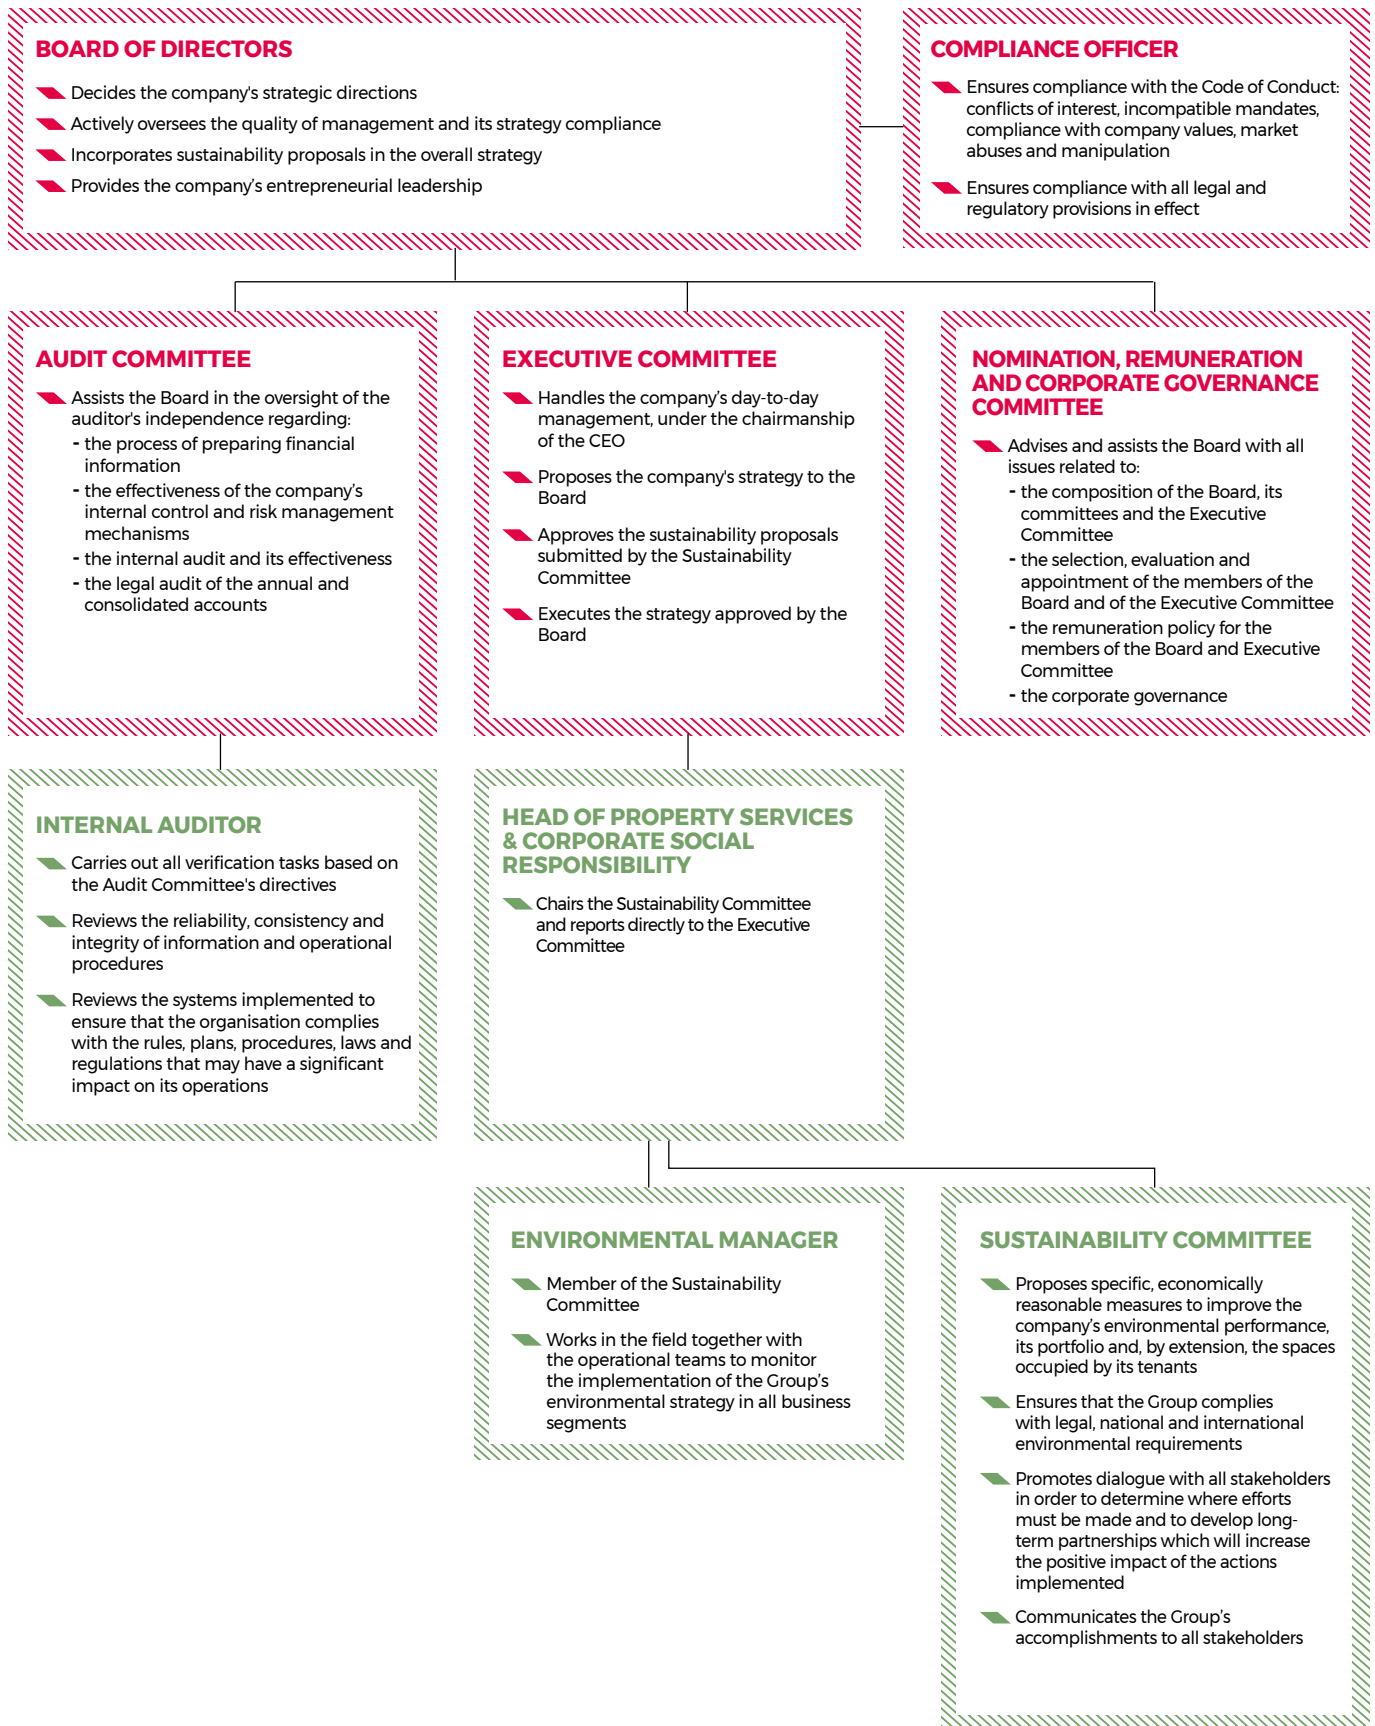 BOARD OF DIRECTORS
Decides the company's strategic directions
Actively oversees the quality of management and its strategy compliance
Incorporates sustainability proposals in the overall strategy
Provides the company’s entrepreneurial leadership
COMPLIANCE OFFICER
Ensures compliance with the Code of Conduct:
conflicts of interest, incompatible mandates,
compliance with company values, market
abuses and manipulation
Ensures compliance with all legal and
regulatory provisions in effect
AUDIT COMMITTEE
Assists the Board in the oversight of the
auditor's independence regarding:
- the process of preparing financial
information
- the effectiveness of the company’s
internal control and risk management
mechanisms
- the internal audit and its effectiveness
- the legal audit of the annual and
consolidated accounts
EXECUTIVE COMMITTEE
Handles the company’s day-to-day
management, under the chairmanship
of the CEO
Proposes the company's strategy to the
Board
Approves the sustainability proposals
submitted by the Sustainability
Committee
Executes the strategy approved by the
Board
NOMINATION, REMUNERATION
AND CORPORATE GOVERNANCE
COMMITTEE
Advises and assists the Board with all
issues related to:
- the composition of the Board, its
committees and the Executive
Committee
- the selection, evaluation and
appointment of the members of the
Board and of the Executive Committee
- the remuneration policy for the
members of the Board and Executive
Committee
- the corporate governance
INTERNAL AUDITOR
Carries out all verification tasks based on
the Audit Committee's directives
Reviews the reliability, consistency and
integrity of information and operational
procedures
Reviews the systems implemented to
ensure that the organisation complies
with the rules, plans, procedures, laws and
regulations that may have a significant
impact on its operations
HEAD OF PROPERTY SERVICES
& CORPORATE SOCIAL
RESPONSIBILITY
Chairs the Sustainability Committee
and reports directly to the Executive
Committee
ENVIRONMENTAL MANAGER
Member of the Sustainability
Committee
Works in the field together with
the operational teams to monitor
the implementation of the Group’s
environmental strategy in all business
segments
SUSTAINABILITY COMMITTEE
Proposes specific, economically
reasonable measures to improve the
company’s environmental performance,
its portfolio and, by extension, the spaces
occupied by its tenants
Ensures that the Group complies
with legal, national and international
environmental requirements
Promotes dialogue with all stakeholders
in order to determine where efforts
must be made and to develop long-
term partnerships which will increase
the positive impact of the actions
implemented
Communicates the Group’s
accomplishments to all stakeholders